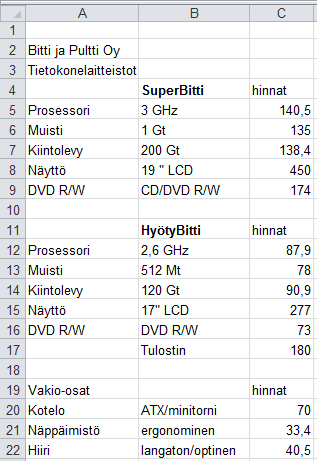 A B C
1
2 Bitti ja Pultti Oy
3 Tietokonelaitteistot
4 SuperBitti hinnat
5 Prosessori 3 GHz 140,5
6 Muisti 1 Gt 135
7 Kiintolevy 200 Gt 138,4
8 Näyttö 19 " LCD 450
9 DVD R/W CD/DVD R/W 174
10
11 HyötyBitti hinnat
12 Prosessori 2,6 GHz 87,9
13 Muisti 512 Mt 78
14 Kiintolevy 120 Gt 90,9
15 Näyttö 17" LCD 277
16 DVD R/W DVD R/W 73
17 Tulostin 180
18
19 Vakio-osat hinnat
20 Kotelo ATX/minitorni 70
21 Näppäimistö ergonominen 33,4
22 Hiiri langaton/optinen 40,5